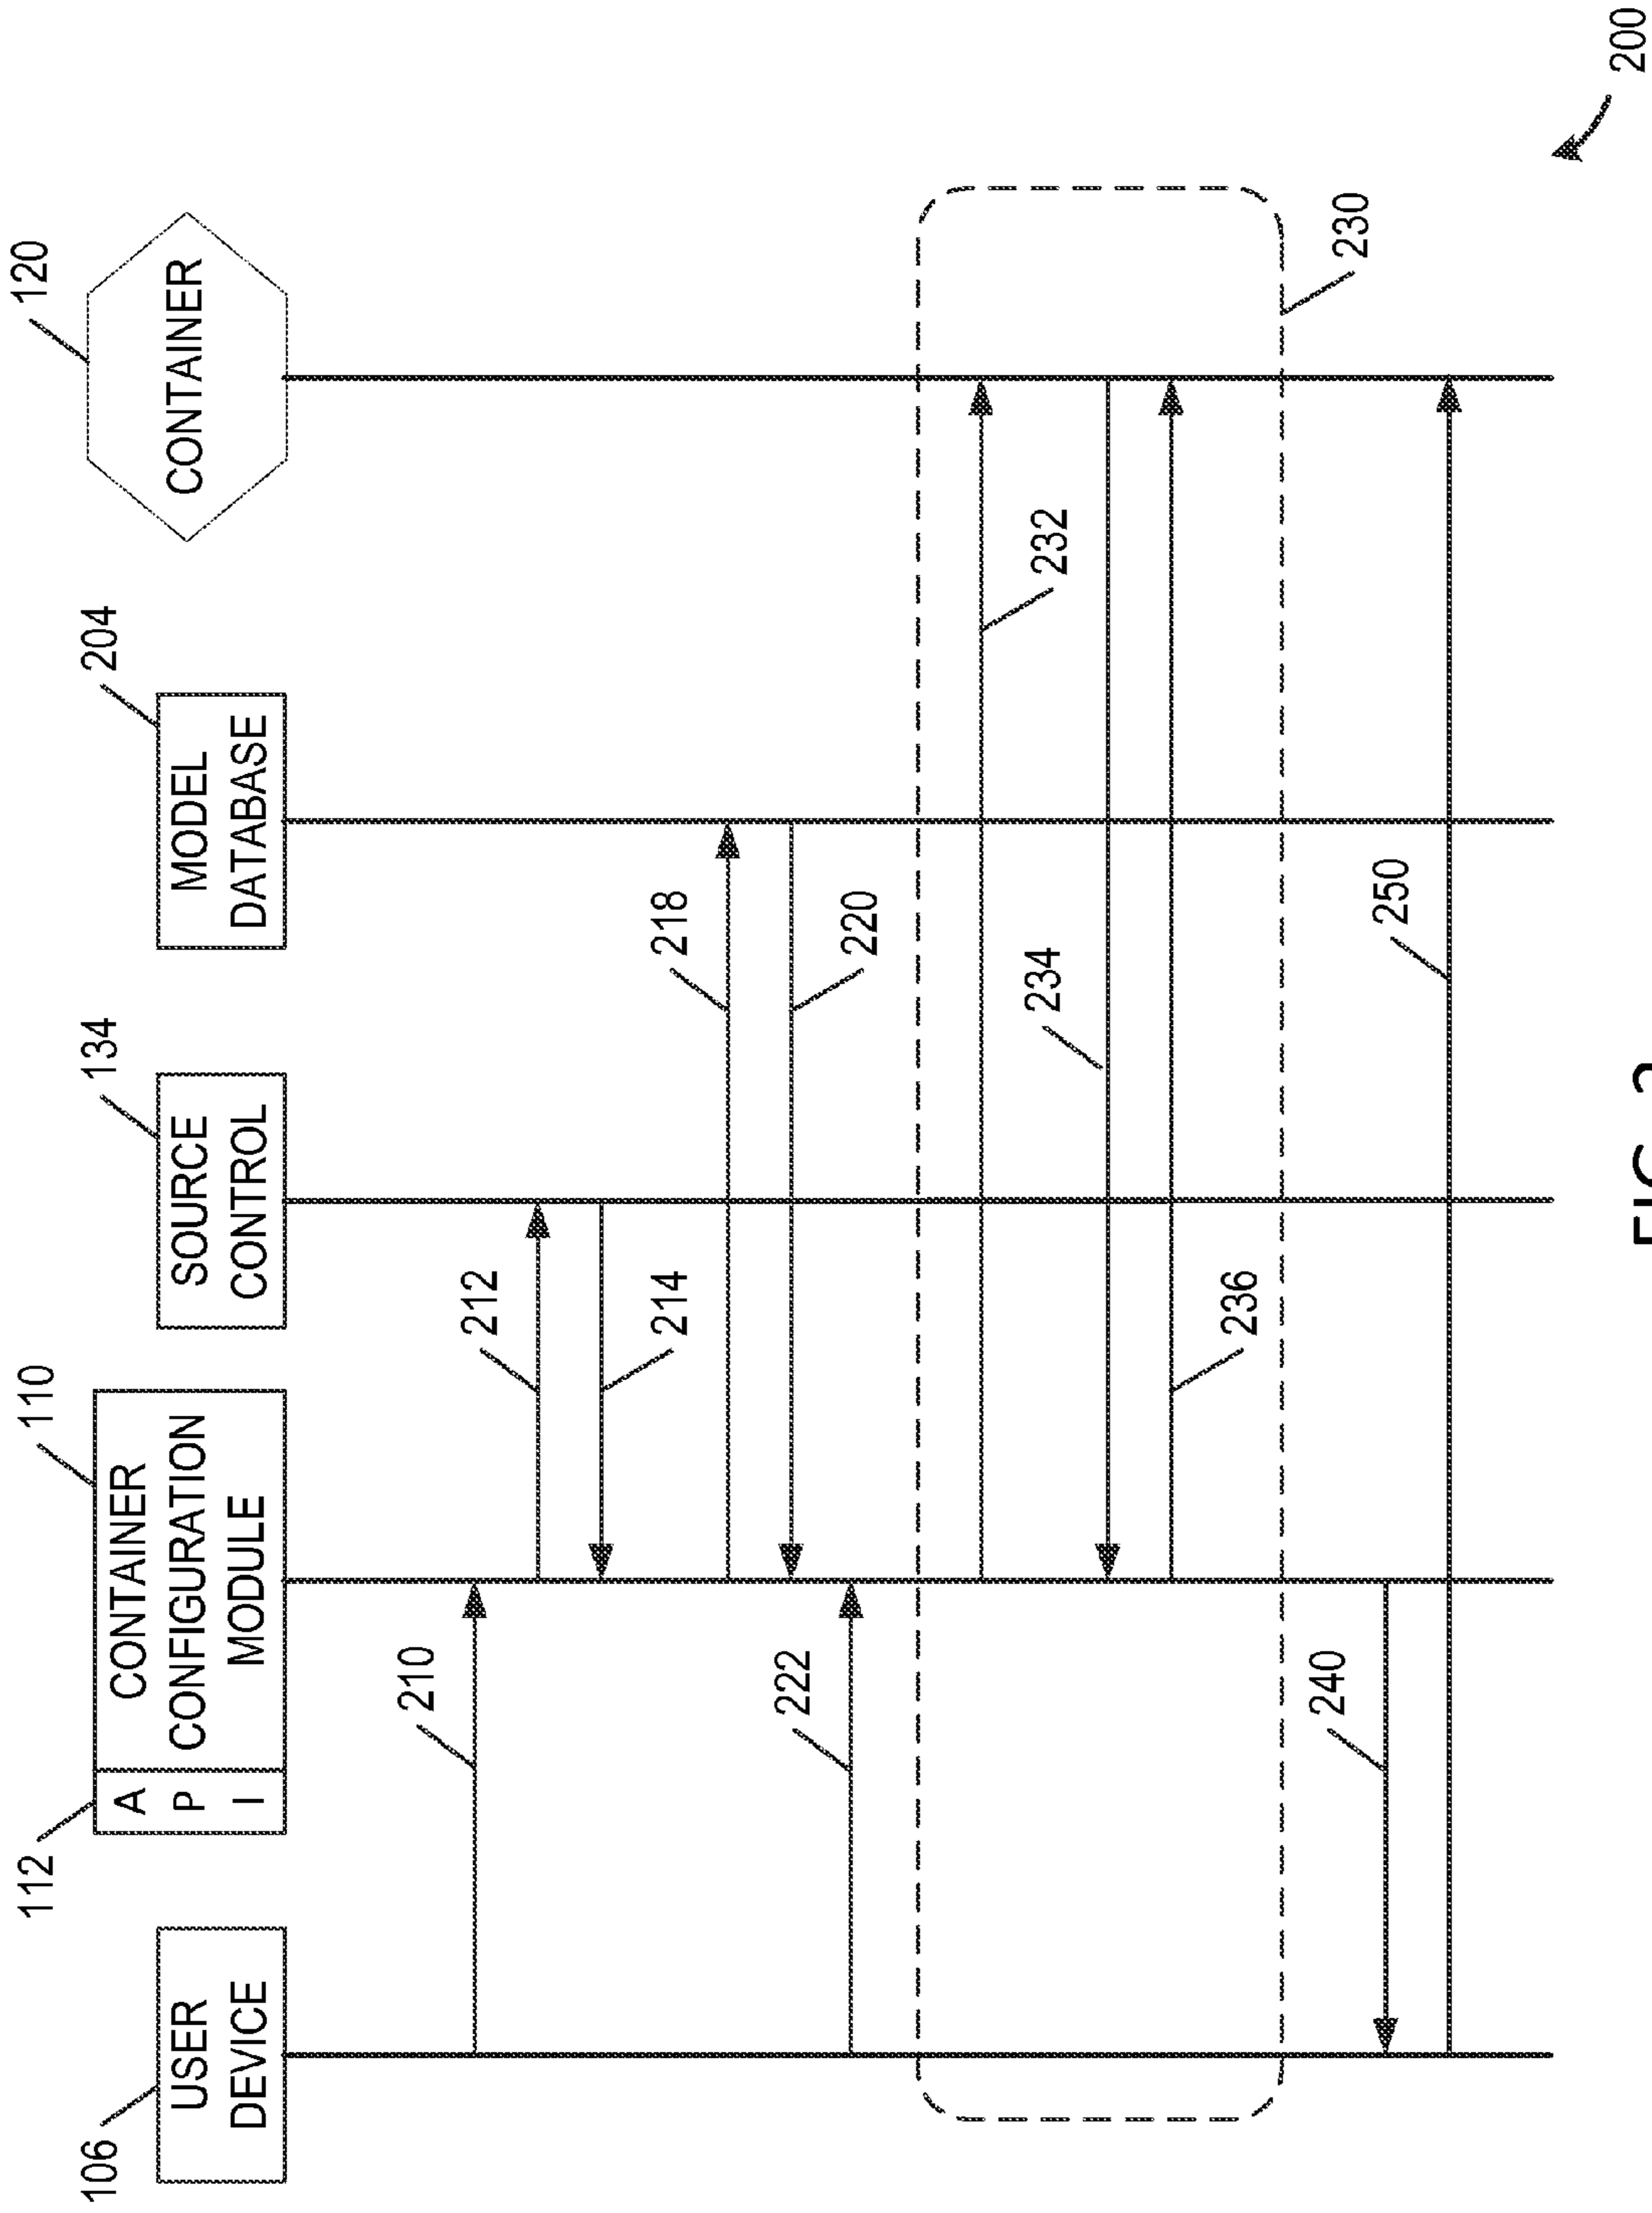 106
USER
DEVICE
112
A
P
I
110
CONTAINER
CONFIGURATION
MODULE
134
SOURCE
CONTROL
204
MODEL
DATABASE
120
CONTAINER
210
212
214
218
220
222
232
234
236
230
240
250
200